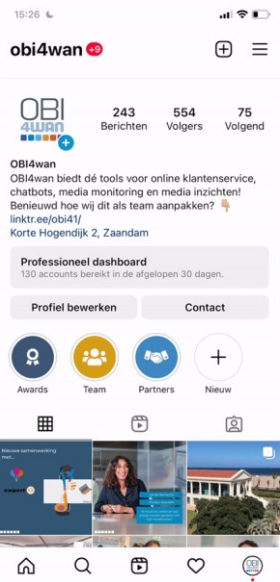 15:26
obi4wan +9
OBI
4WAN
243 554 75
Berichten Volgers Volgend
OBI4wan
OBI4wan biedt dé tools voor online klantenservice,
chatbots, media monitoring en media inzichten!
Benieuwd hoe wij dit als team aanpakken? 👇🏼
linktr.ee/obi41/
Korte Hogendijk 2, Zaandam
Professioneel dashboard
130 accounts bereikt in de afgelopen 30 dagen.
Profiel bewerken Contact
Awards Team Partners Nieuw
Nieuwe samenwerking
met...
OBI